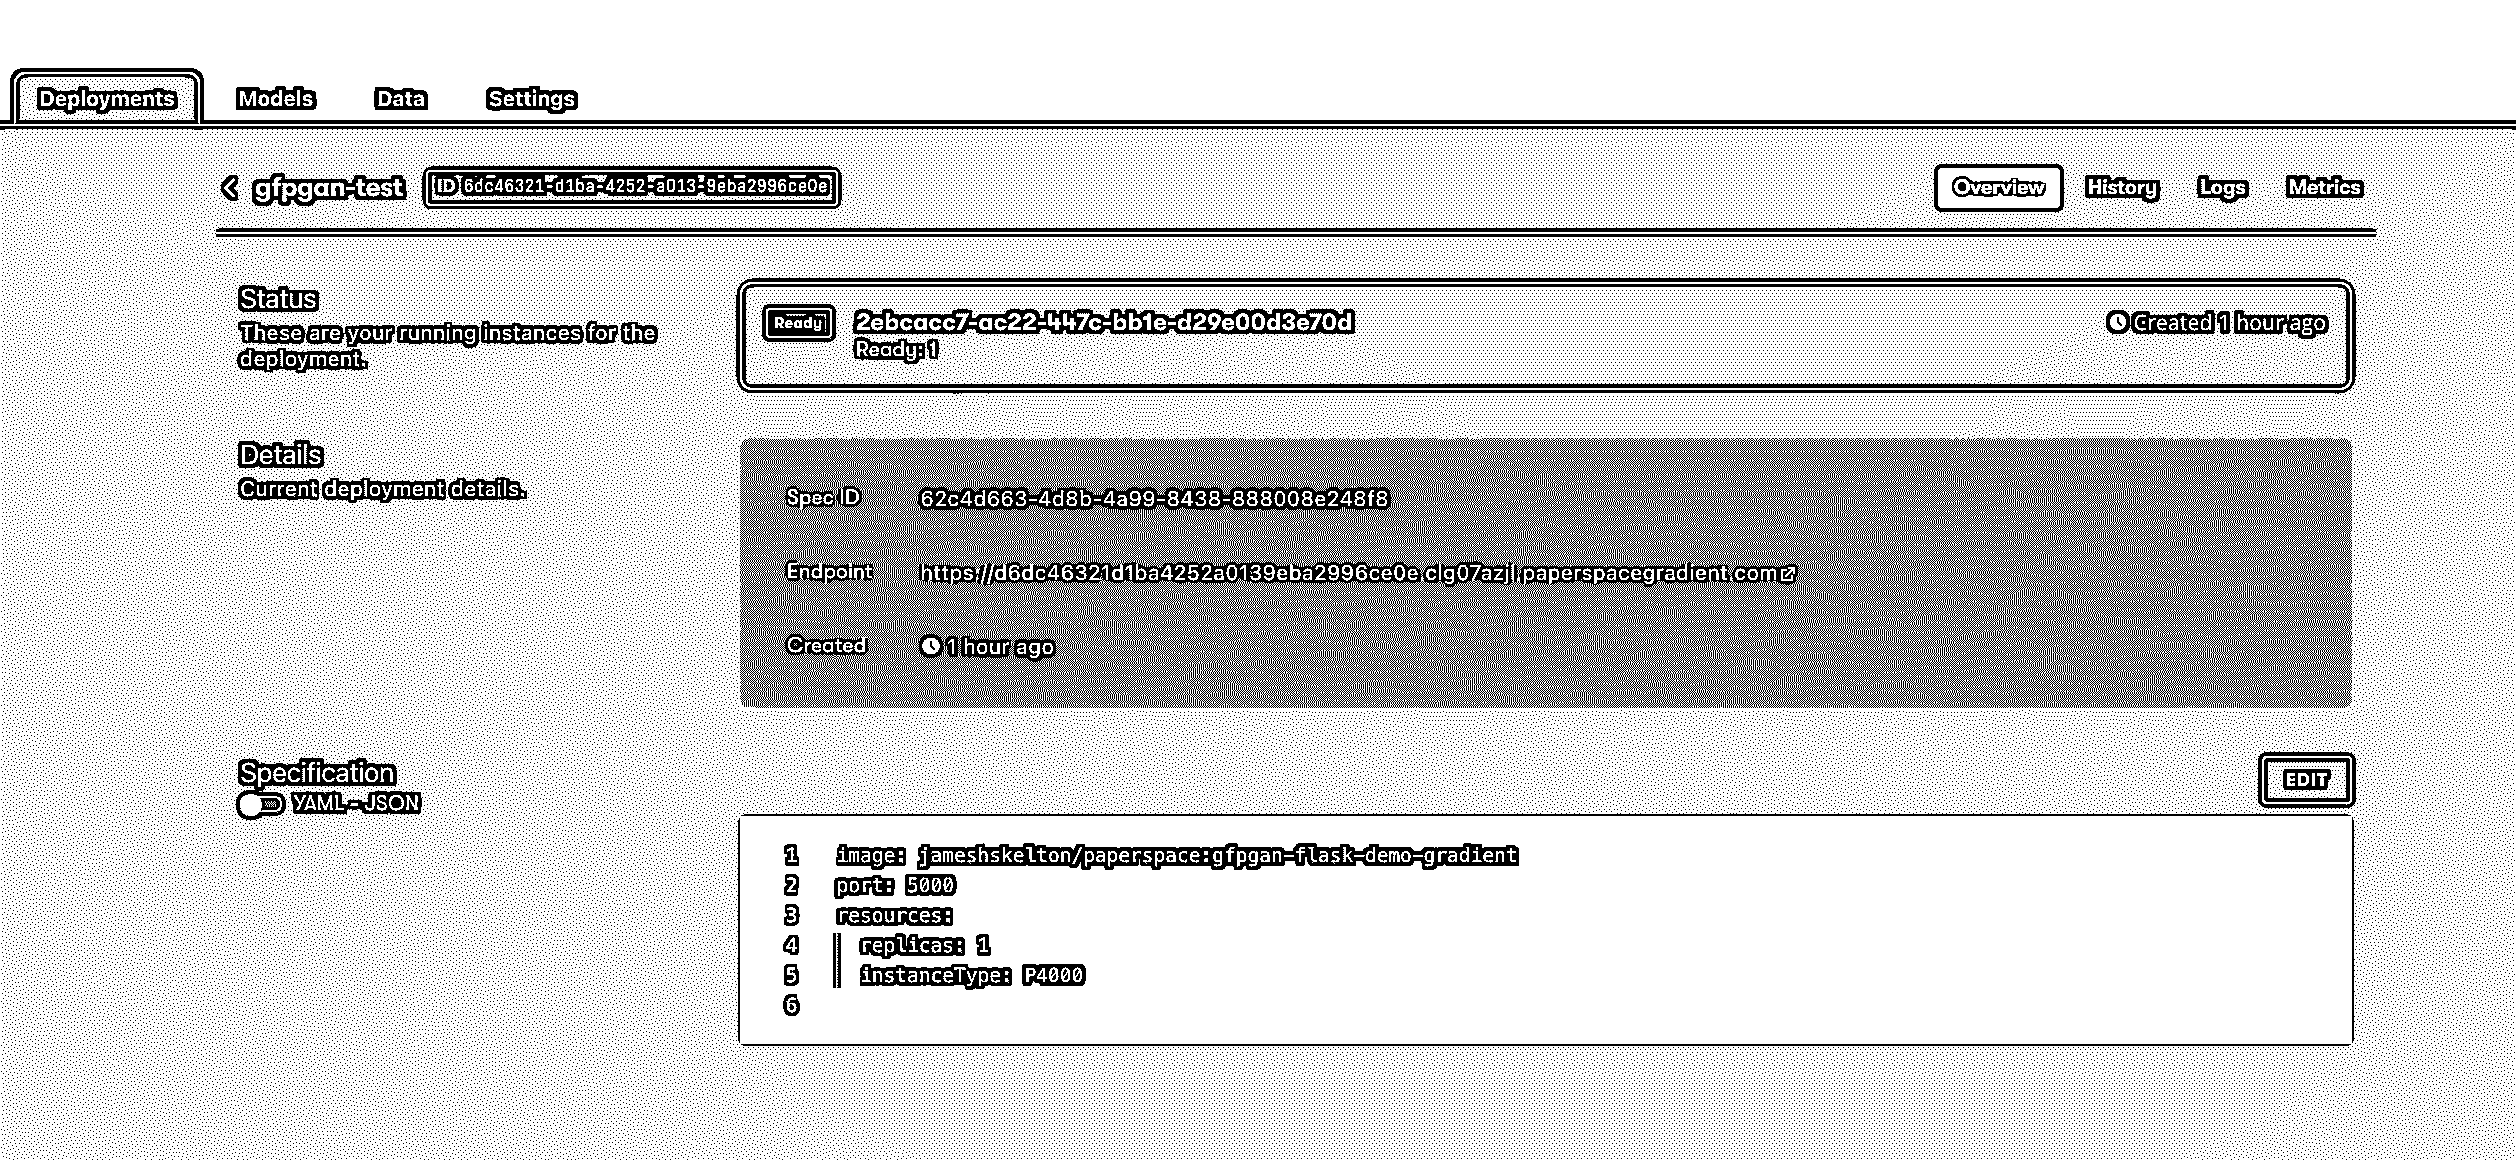 Deployments Models Data Settings
gfpgan-test ID 6dc46321-d1ba-4252-a013-9eba2996ce0e Overview History Logs Metrics
Status
These are your running instances for the
deployment.
Ready 2ebcacc7-ac22-447c-bb1e-d29e00d3e70d Created 1 hour ago
Ready: 1
Details
Current deployment details.
Spec ID 62c4d663-4d8b-4a99-8438-888008e248f8
Endpoint https://d6dc46321d1ba4252a0139eba2996ce0e.clg07azjl.paperspacegradient.com
Created 1 hour ago
Specification
YAML - JSON
EDIT
1 image: jameshskelton/paperspace:gfpgan-flask-demo-gradient
2 port: 5000
3 resources:
4 replicas: 1
5 instanceType: P4000
6